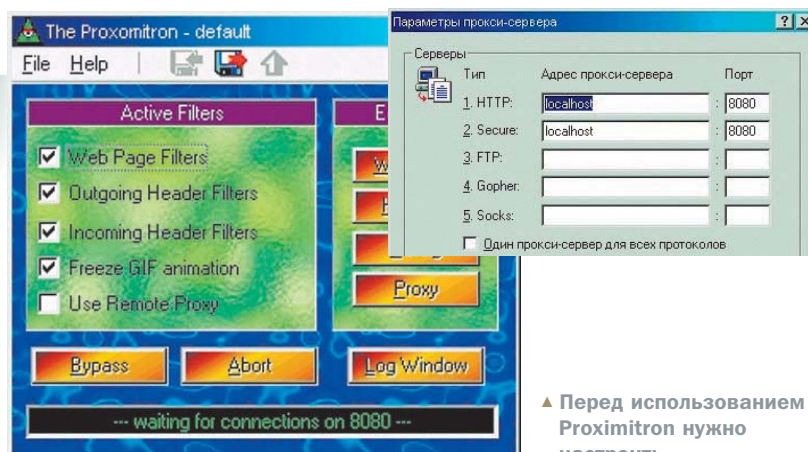 The Proxomitron - default
File Help
Active Filters
Web Page Filters
Outgoing Header Filters
Incoming Header Filters
Freeze GIF animation
Use Remote Proxy
Proxy
Bypass
Abort
Log Window
--- waiting for connections on 8080 ---
Параметры прокси-сервера
Серверы
Тип Адрес прокси-сервера Порт
1. HTTP: localhost : 8080
2. Secure: localhost : 8080
3. FTP: :
4. Gopher: :
5. Socks: :
Один прокси-сервер для всех протоколов
▲ Перед использованием
Proximitron нужно